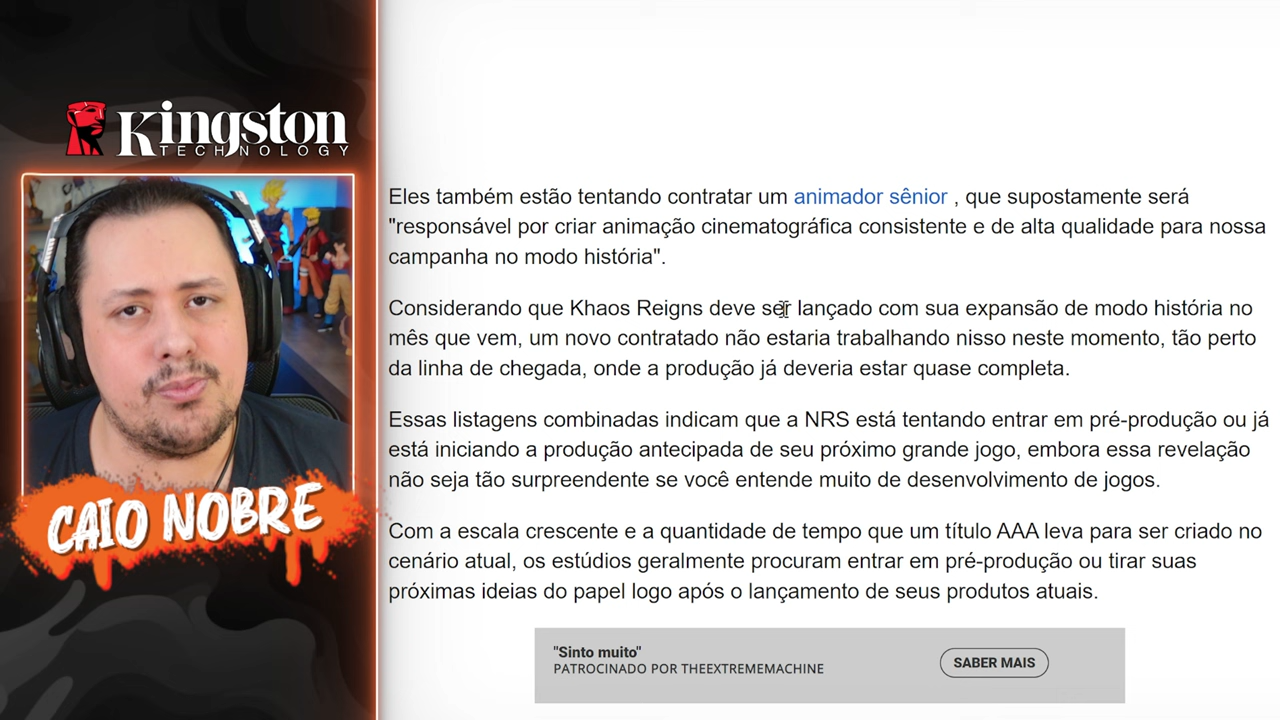 Kingston
TECHNOLOGY
CAIO NOBRE
Eles também estão tentando contratar um animador sênior , que supostamente será
"responsável por criar animação cinematográfica consistente e de alta qualidade para nossa
campanha no modo história".
Considerando que Khaos Reigns deve ser lançado com sua expansão de modo história no
mês que vem, um novo contratado não estaria trabalhando nisso neste momento, tão perto
da linha de chegada, onde a produção já deveria estar quase completa.
Essas listagens combinadas indicam que a NRS está tentando entrar em pré-produção ou já
está iniciando a produção antecipada de seu próximo grande jogo, embora essa revelação
não seja tão surpreendente se você entende muito de desenvolvimento de jogos.
Com a escala crescente e a quantidade de tempo que um título AAA leva para ser criado no
cenário atual, os estúdios geralmente procuram entrar em pré-produção ou tirar suas
próximas ideias do papel logo após o lançamento de seus produtos atuais.
"Sinto muito"
PATROCINADO POR THEEXTREMEMACHINE
SABER MAIS